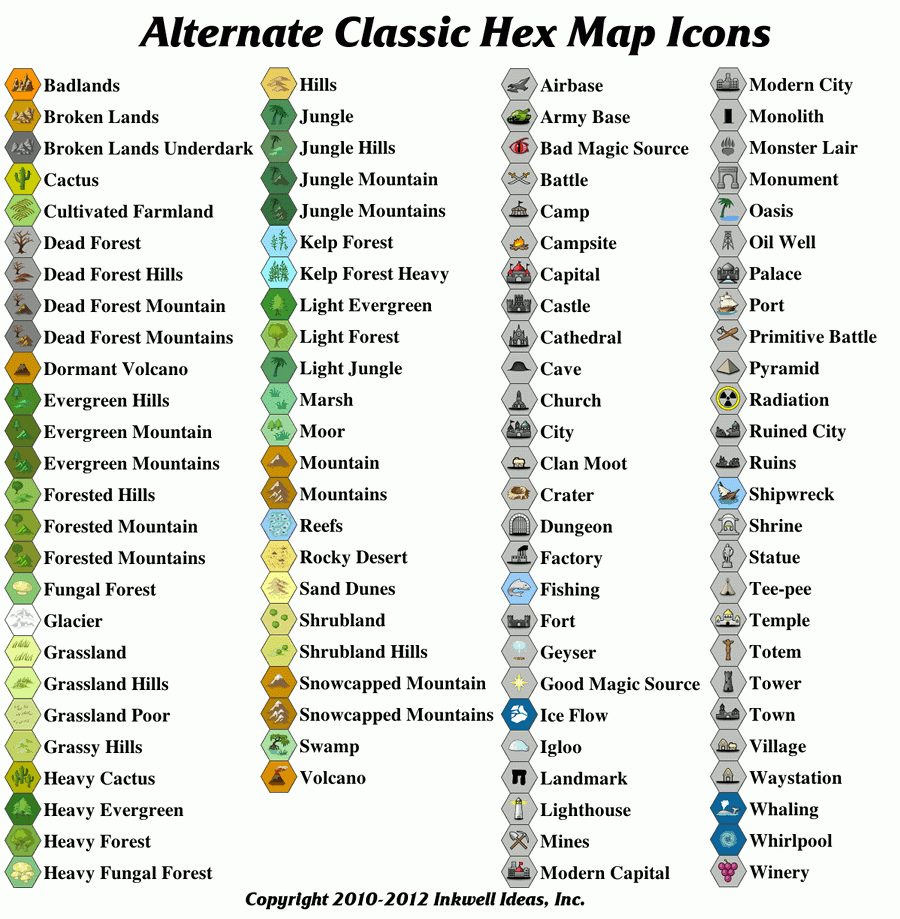 Alternate Classic Hex Map Icons
Badlands
Broken Lands
Broken Lands Underdark
Cactus
Cultivated Farmland
Dead Forest
Dead Forest Hills
Dead Forest Mountain
Dead Forest Mountains
Dormant Volcano
Evergreen Hills
Evergreen Mountain
Evergreen Mountains
Forested Hills
Forested Mountain
Forested Mountains
Fungal Forest
Glacier
Grassland
Grassland Hills
Grassland Poor
Grassy Hills
Heavy Cactus
Heavy Evergreen
Heavy Forest
Heavy Fungal Forest
Hills
Jungle
Jungle Hills
Jungle Mountain
Jungle Mountains
Kelp Forest
Kelp Forest Heavy
Light Evergreen
Light Forest
Light Jungle
Marsh
Moor
Mountain
Mountains
Reefs
Rocky Desert
Sand Dunes
Shrubland
Shrubland Hills
Snowcapped Mountain
Snowcapped Mountains
Swamp
Volcano
Airbase
Army Base
Bad Magic Source
Battle
Camp
Campsite
Capital
Castle
Cathedral
Cave
Church
City
Clan Moot
Crater
Dungeon
Factory
Fishing
Fort
Geyser
Good Magic Source
Ice Flow
Igloo
Landmark
Lighthouse
Mines
Modern Capital
Modern City
Monolith
Monster Lair
Monument
Oasis
Oil Well
Palace
Port
Primitive Battle
Pyramid
Radiation
Ruined City
Ruins
Shipwreck
Shrine
Statue
Tee-pee
Temple
Totem
Tower
Town
Village
Waystation
Whaling
Whirlpool
Winery
Copyright 2010-2012 Inkwell Ideas, Inc.